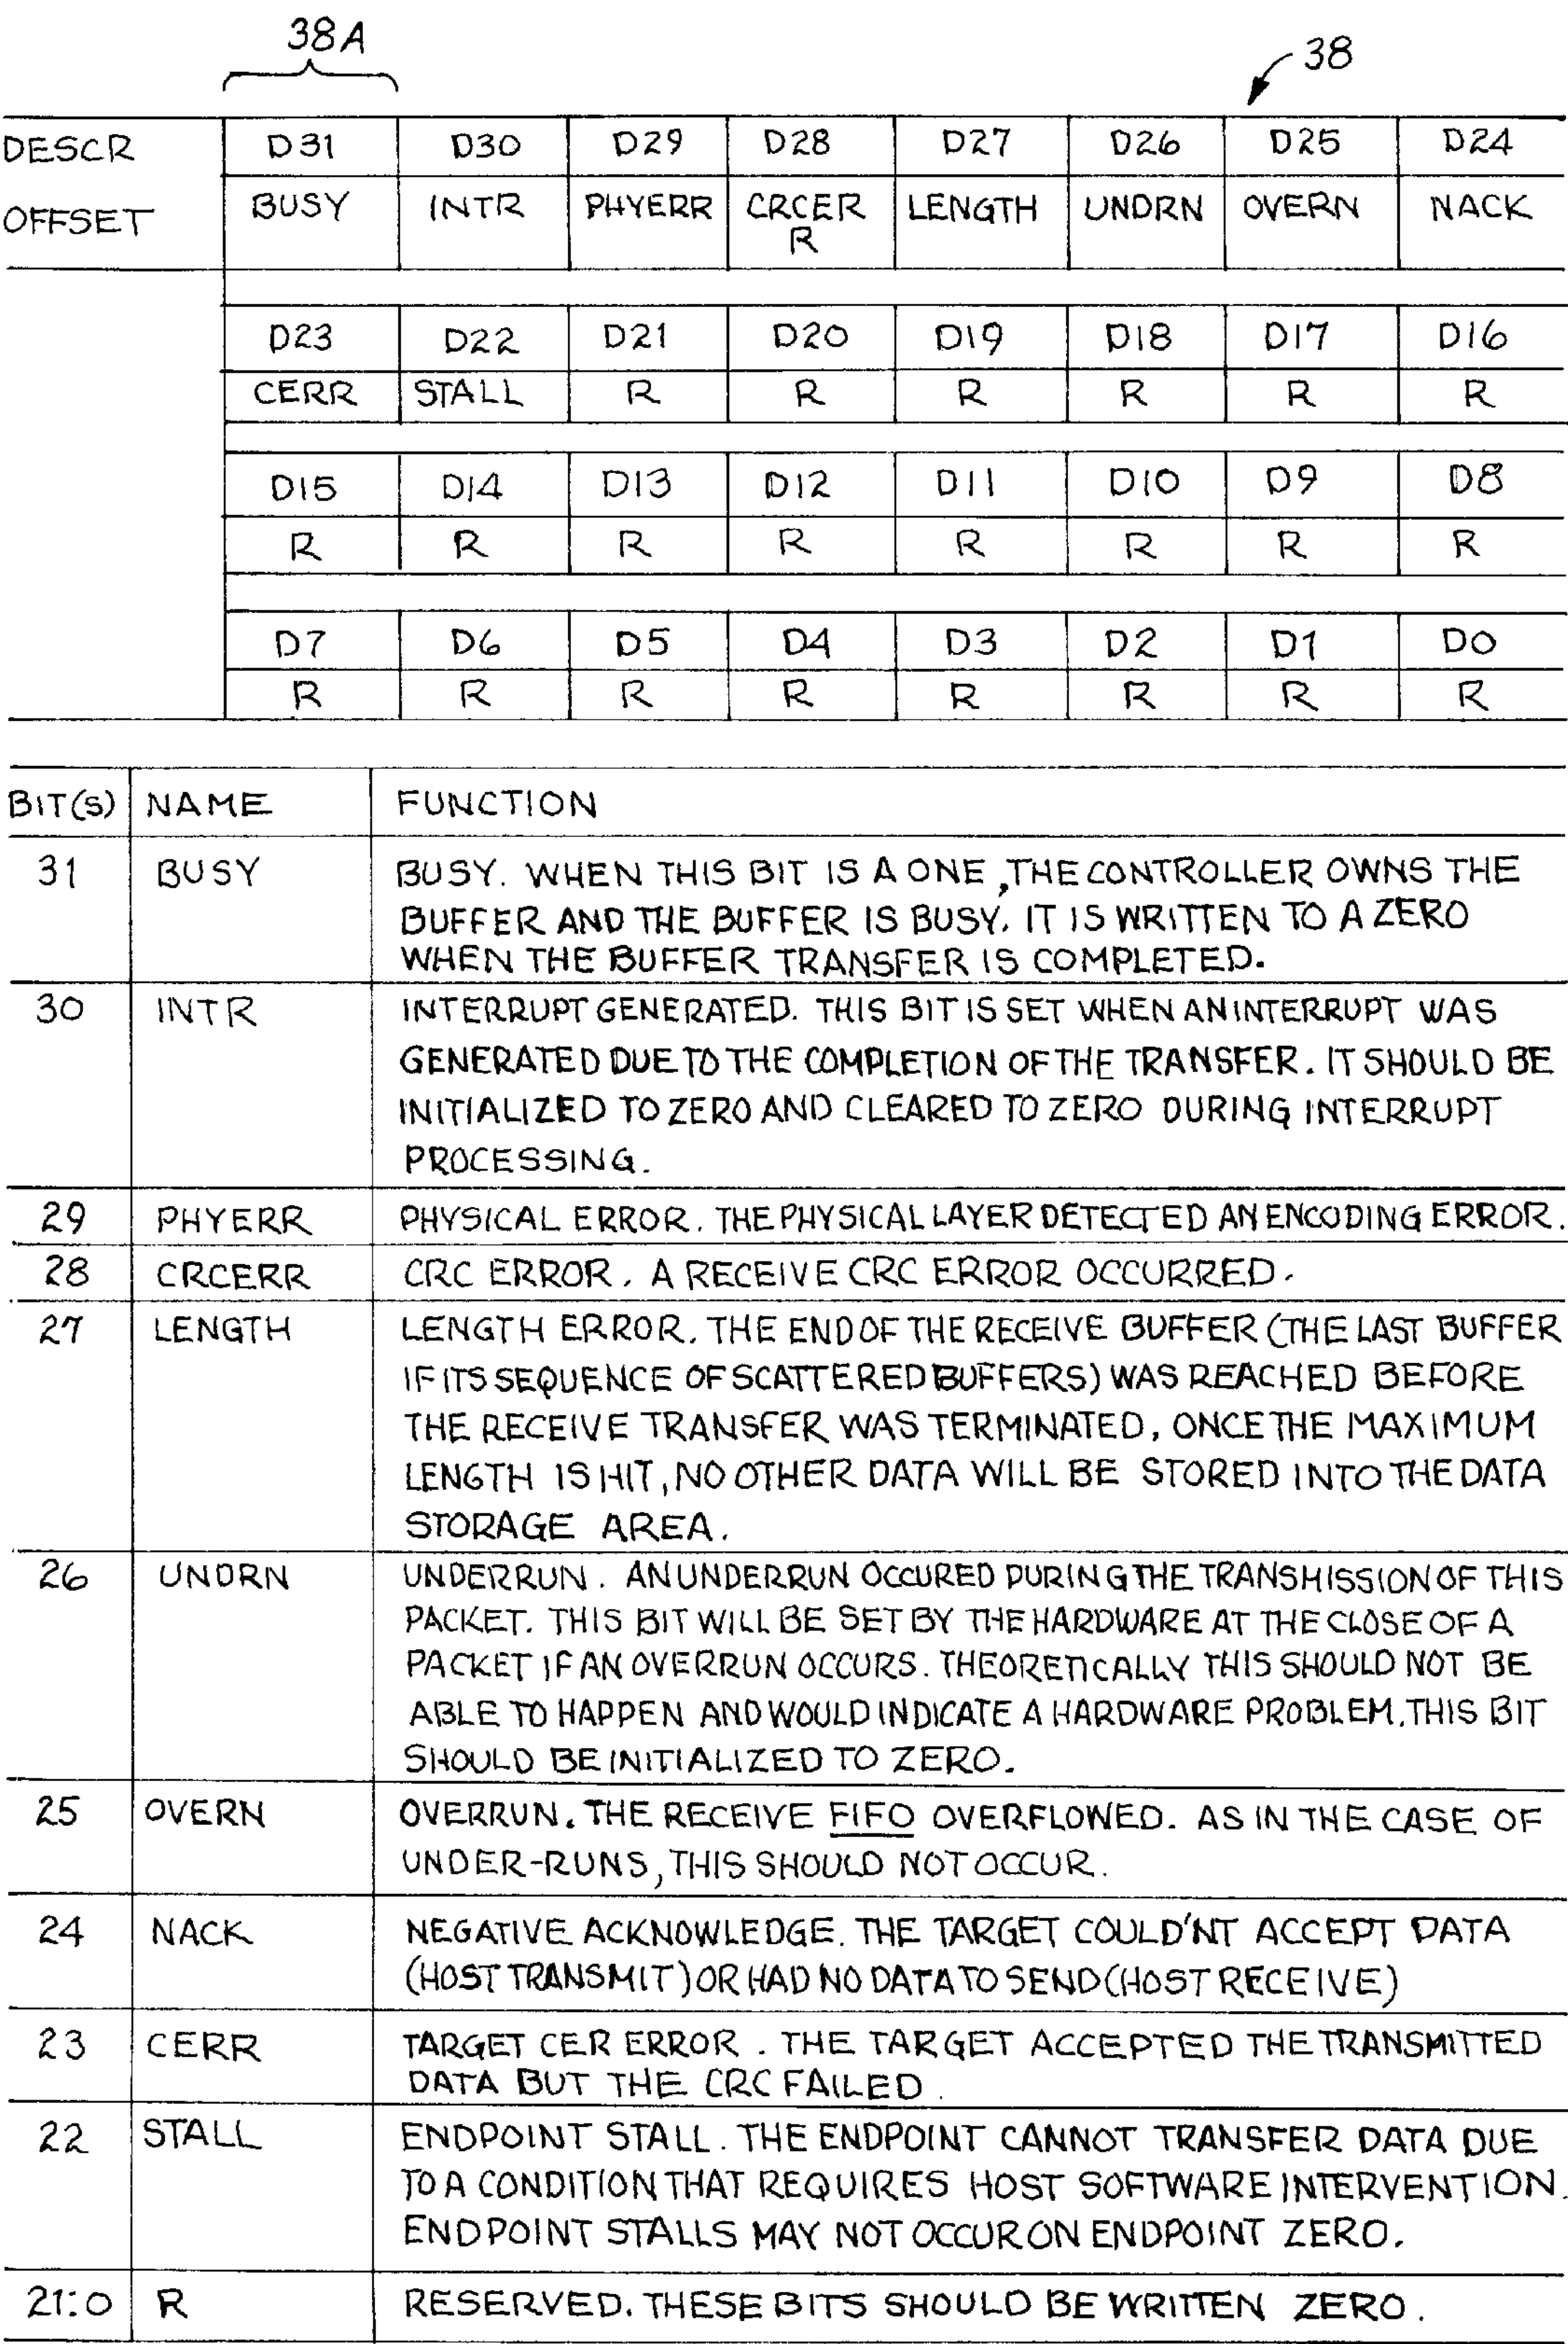 38A
38
DESCR D31 D30 D29 D28 D27 D26 D25 D24
OFFSET BUSY INTR PHYERR CRCER LENGTH UNDRN OVERN NACK
R
D23 D22 D21 D20 D19 D18 D17 D16
CERR STALL R R R R R R
D15 D14 D13 D12 D11 D10 D9 D8
R R R R R R R R
D7 D6 D5 D4 D3 D2 D1 D0
R R R R R R R R
BIT(S) NAME FUNCTION
31 BUSY BUSY. WHEN THIS BIT IS A ONE, THE CONTROLLER OWNS THE
BUFFER AND THE BUFFER IS BUSY. IT IS WRITTEN TO A ZERO
WHEN THE BUFFER TRANSFER IS COMPLETED.
30 INTR INTERRUPT GENERATED. THIS BIT IS SET WHEN AN INTERRUPT WAS
GENERATED DUE TO THE COMPLETION OF THE TRANSFER. IT SHOULD BE
INITIALIZED TO ZERO AND CLEARED TO ZERO DURING INTERRUPT
PROCESSING.
29 PHYERR PHYSICAL ERROR. THE PHYSICAL LAYER DETECTED AN ENCODING ERROR.
28 CRCERR CRC ERROR. A RECEIVE CRC ERROR OCCURRED.
27 LENGTH LENGTH ERROR. THE END OF THE RECEIVE BUFFER (THE LAST BUFFER
IF ITS SEQUENCE OF SCATTERED BUFFERS) WAS REACHED BEFORE
THE RECEIVE TRANSFER WAS TERMINATED, ONCE THE MAXIMUM
LENGTH IS HIT, NO OTHER DATA WILL BE STORED INTO THE DATA
STORAGE AREA.
26 UNDRN UNDERRUN. AN UNDERRUN OCCURED DURING THE TRANSMISSION OF THIS
PACKET. THIS BIT WILL BE SET BY THE HARDWARE AT THE CLOSE OF A
PACKET IF AN OVERRUN OCCURS. THEORETICALLY THIS SHOULD NOT BE
ABLE TO HAPPEN AND WOULD INDICATE A HARDWARE PROBLEM. THIS BIT
SHOULD BE INITIALIZED TO ZERO.
25 OVERN OVERRUN. THE RECEIVE FIFO OVERFLOWED. AS IN THE CASE OF
UNDER-RUNS, THIS SHOULD NOT OCCUR.
24 NACK NEGATIVE ACKNOWLEDGE. THE TARGET COULD'NT ACCEPT DATA
(HOST TRANSMIT) OR HAD NO DATA TO SEND (HOST RECEIVE)
23 CERR TARGET CER ERROR. THE TARGET ACCEPTED THE TRANSMITTED
DATA BUT THE CRC FAILED.
22 STALL ENDPOINT STALL. THE ENDPOINT CANNOT TRANSFER DATA DUE
TO A CONDITION THAT REQUIRES HOST SOFTWARE INTERVENTION.
ENDPOINT STALLS MAY NOT OCCUR ON ENDPOINT ZERO.
21:0 R RESERVED. THESE BITS SHOULD BE WRITTEN ZERO.